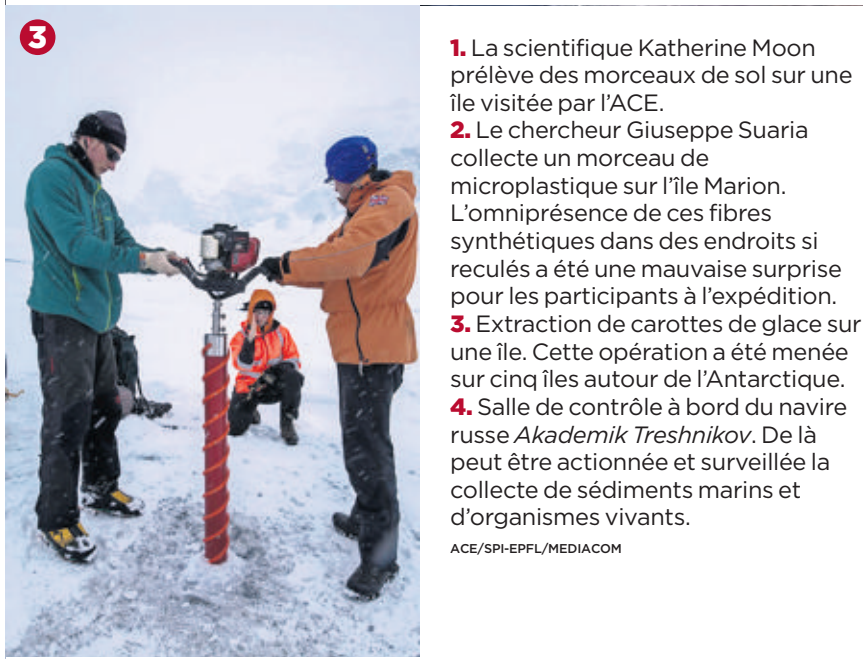 3
1. La scientifique Katherine Moon
prélève des morceaux de sol sur une
île visitée par l'ACE.
2. Le chercheur Giuseppe Suaria
collecte un morceau de
microplastique sur l'île Marion.
L'omniprésence de ces fibres
synthétiques dans des endroits si
reculés a été une mauvaise surprise
pour les participants à l'expédition.
3. Extraction de carottes de glace sur
une île. Cette opération a été menée
sur cinq îles autour de l'Antarctique.
4. Salle de contrôle à bord du navire
russe Akademik Treshnikov. De là
peut être actionnée et surveillée la
collecte de sédiments marins et
d'organismes vivants.
ACE/SPI-EPFL/MEDIACOM